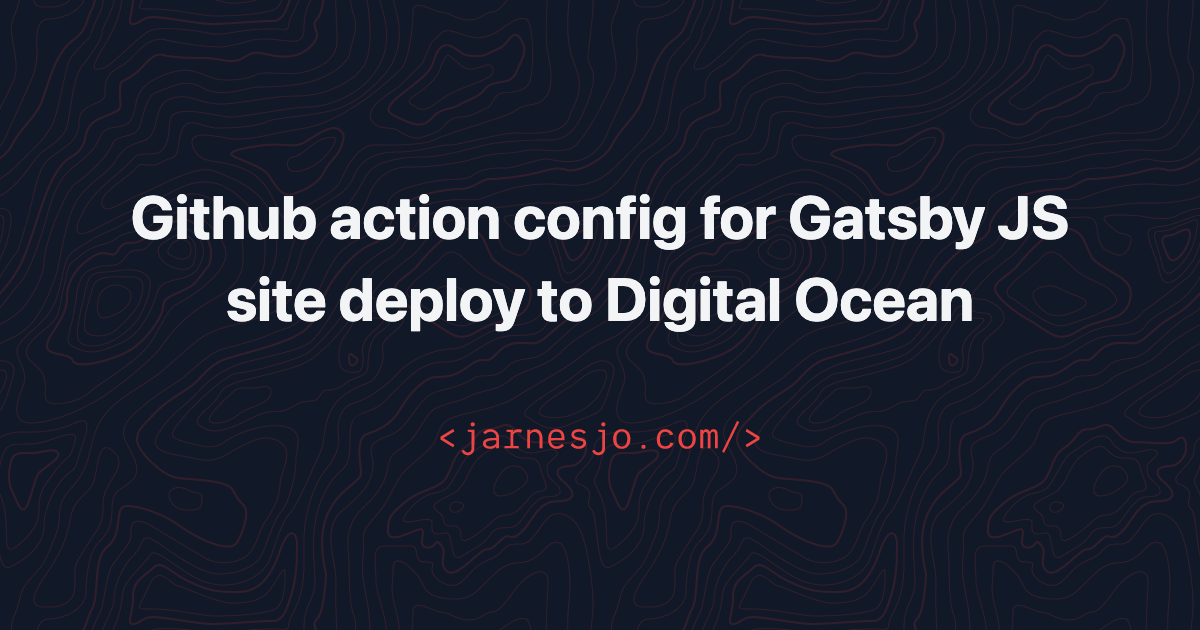 Github action config for Gatsby JS
site deploy to Digital Ocean
<jarnesjo.com/>